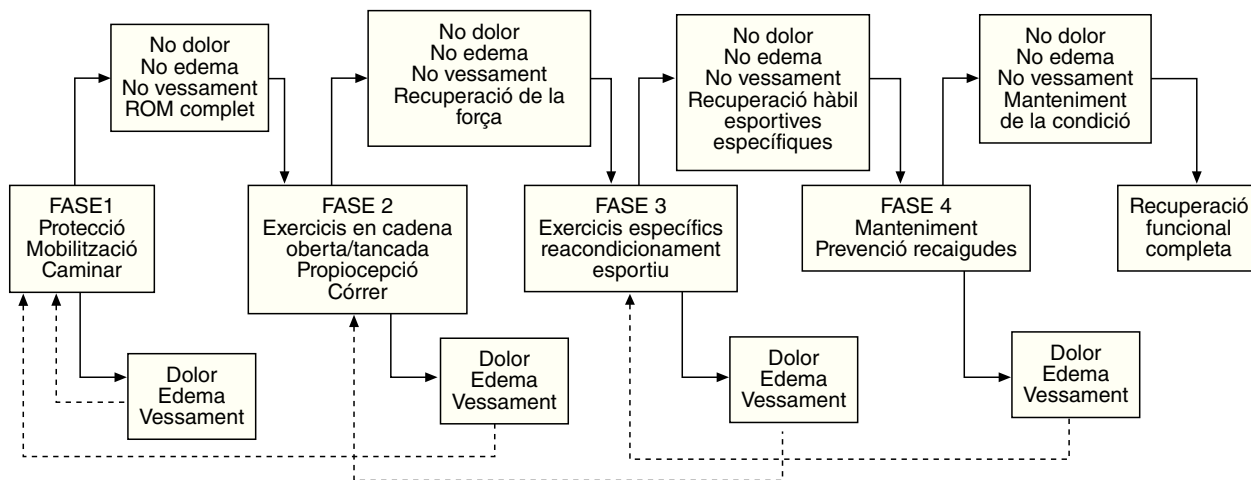 No dolor
No edema
No vessament
ROM complet
No dolor
No edema
No vessament
Recuperació de la
força
No dolor
No edema
No vessament
Recuperació hàbil
esportives
específiques
No dolor
No edema
No vessament
Manteniment
de la condició
FASE1
Protecció
Mobilització
Caminar
FASE 2
Exercicis en cadena
oberta/tancada
Propiocepció
Córrer
FASE 3
Exercicis específics
reacondicionament
esportiu
FASE 4
Manteniment
Prevenció recaigudes
Recuperació
funcional
completa
Dolor
Edema
Vessament
Dolor
Edema
Vessament
Dolor
Edema
Vessament
Dolor
Edema
Vessament